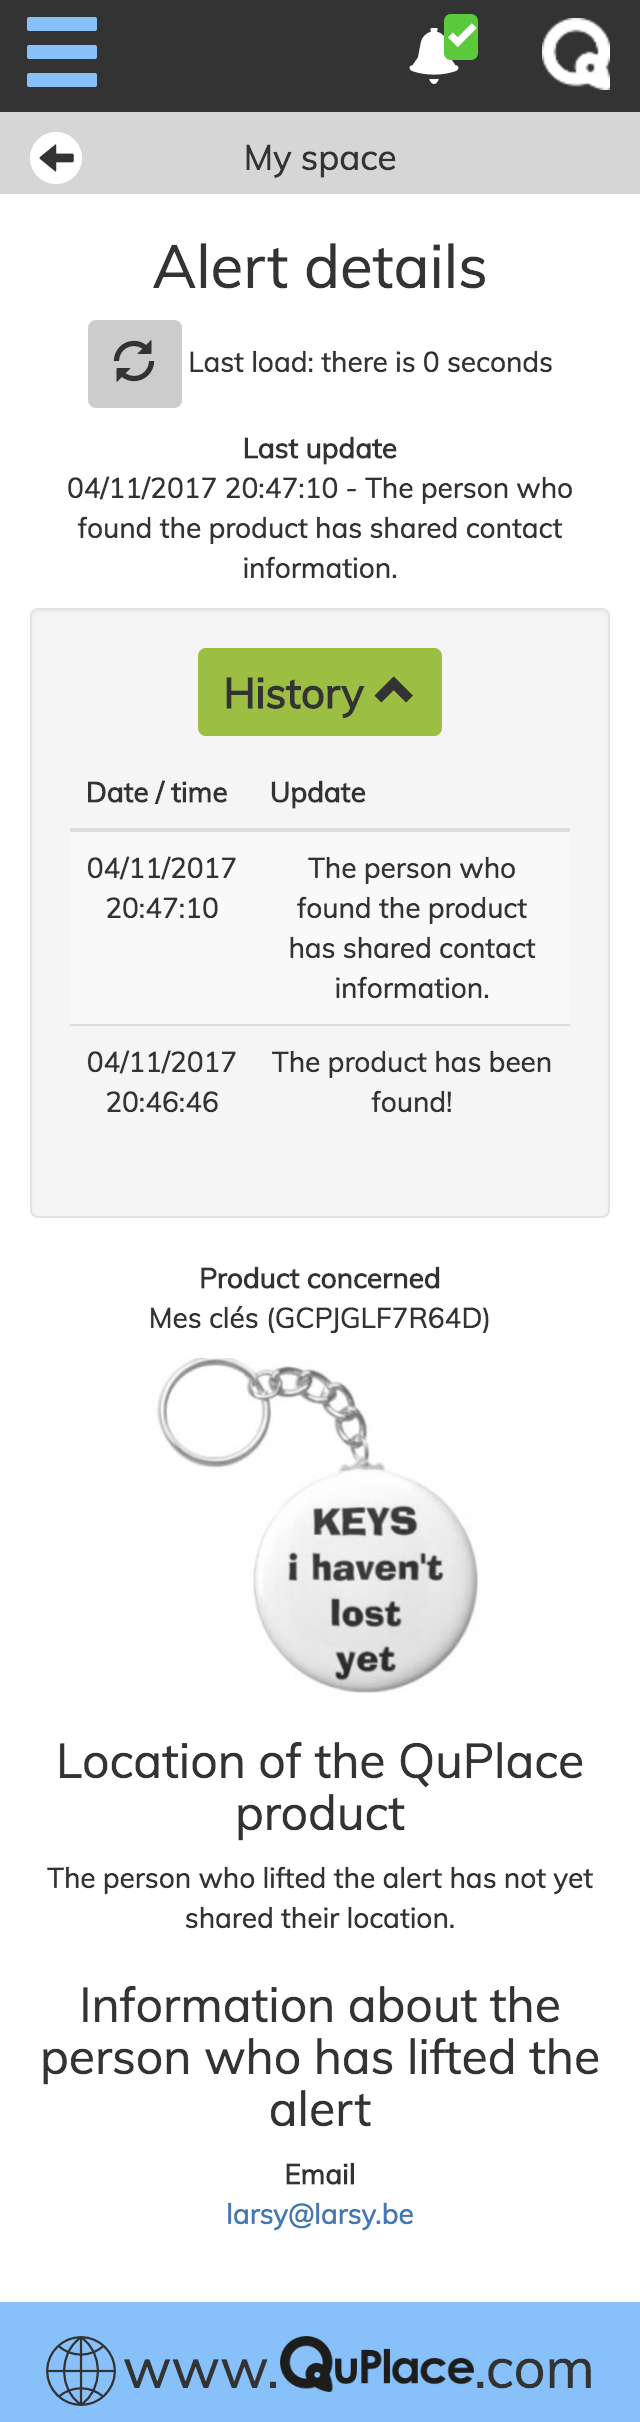 My space
Alert details
Last load: there is 0 seconds
Last update
04/11/2017 20:47:10 - The person who
found the product has shared contact
information.
History
Date / time Update
04/11/2017 The person who
20:47:10 found the product
has shared contact
information.
04/11/2017 The product has been
20:46:46 found!
Product concerned
Mes clés (GCPJGLF7R64D)
KEYS
i haven't
lost
yet
Location of the QuPlace
product
The person who lifted the alert has not yet
shared their location.
Information about the
person who has lifted the
alert
Email
larsy@larsy.be
www.QuPlace.com